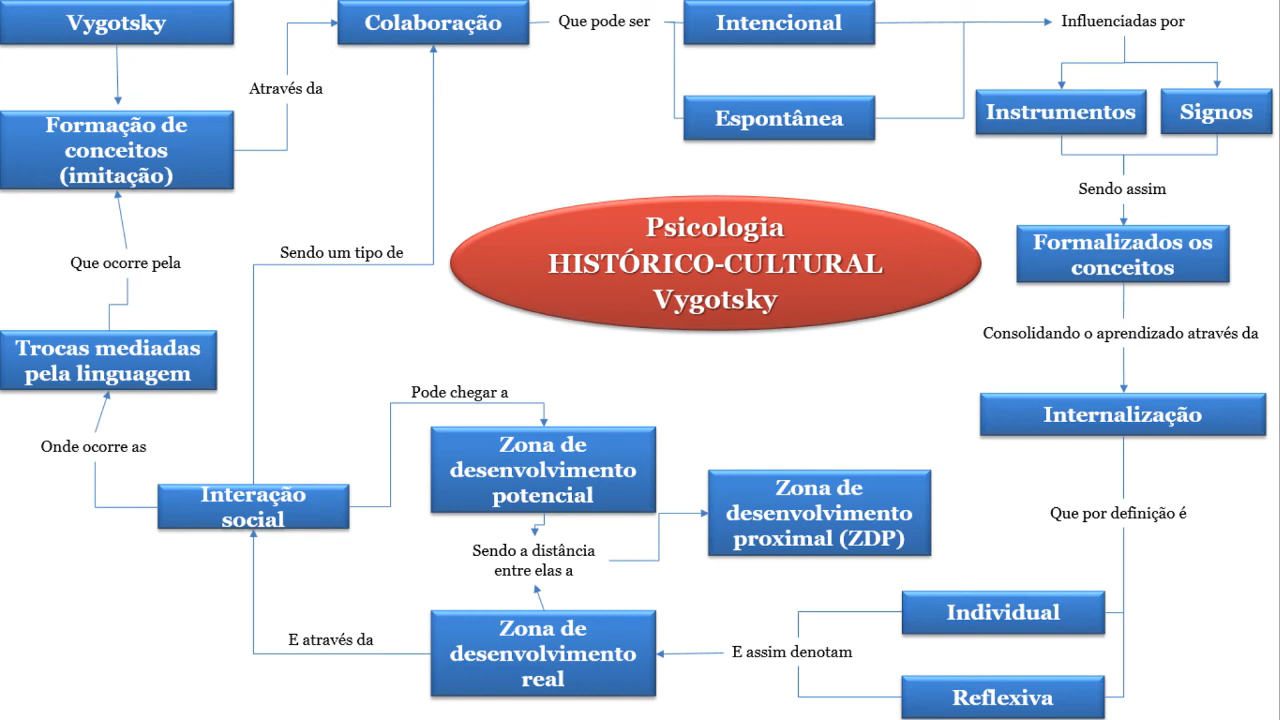 Vygotsky
Colaboração
Que pode ser
Intencional
Influenciadas por
Através da
Formação de
conceitos
(imitação)
Espontânea
Instrumentos
Signos
Sendo assim
Psicologia
HISTÓRICO-CULTURAL
Vygotsky
Formalizados os
conceitos
Que ocorre pela
Sendo um tipo de
Consolidando o aprendizado através da
Trocas mediadas
pela linguagem
Internalização
Pode chegar a
Onde ocorre as
Zona de
desenvolvimento
potencial
Interação
social
Zona de
desenvolvimento
proximal (ZDP)
Que por definição é
Sendo a distância
entre elas a
Individual
E através da
Zona de
desenvolvimento
real
E assim denotam
Reflexiva